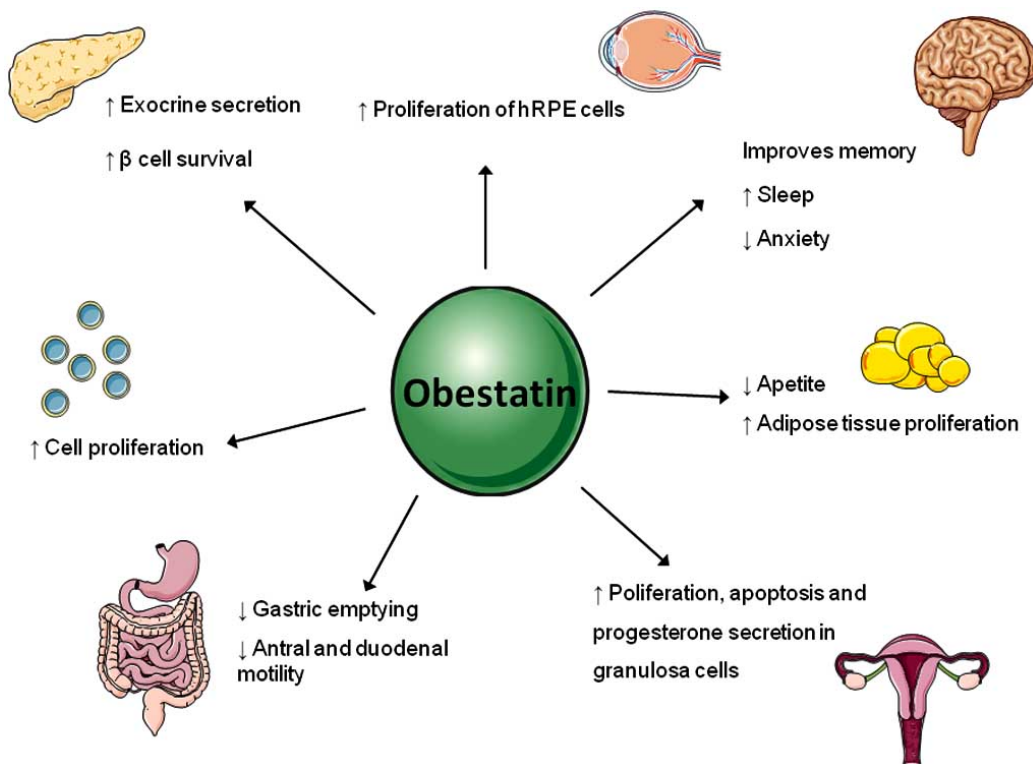 ↑ Exocrine secretion
↑ β cell survival
↑ Proliferation of hRPE cells
Improves memory
↑ Sleep
↓ Anxiety
Obestatin
↓ Apetite
↑ Adipose tissue proliferation
↑ Cell proliferation
↓ Gastric emptying
↓ Antral and duodenal
motility
↑ Poliferation, apoptosis and
progesterone secretion in
granulosa cells